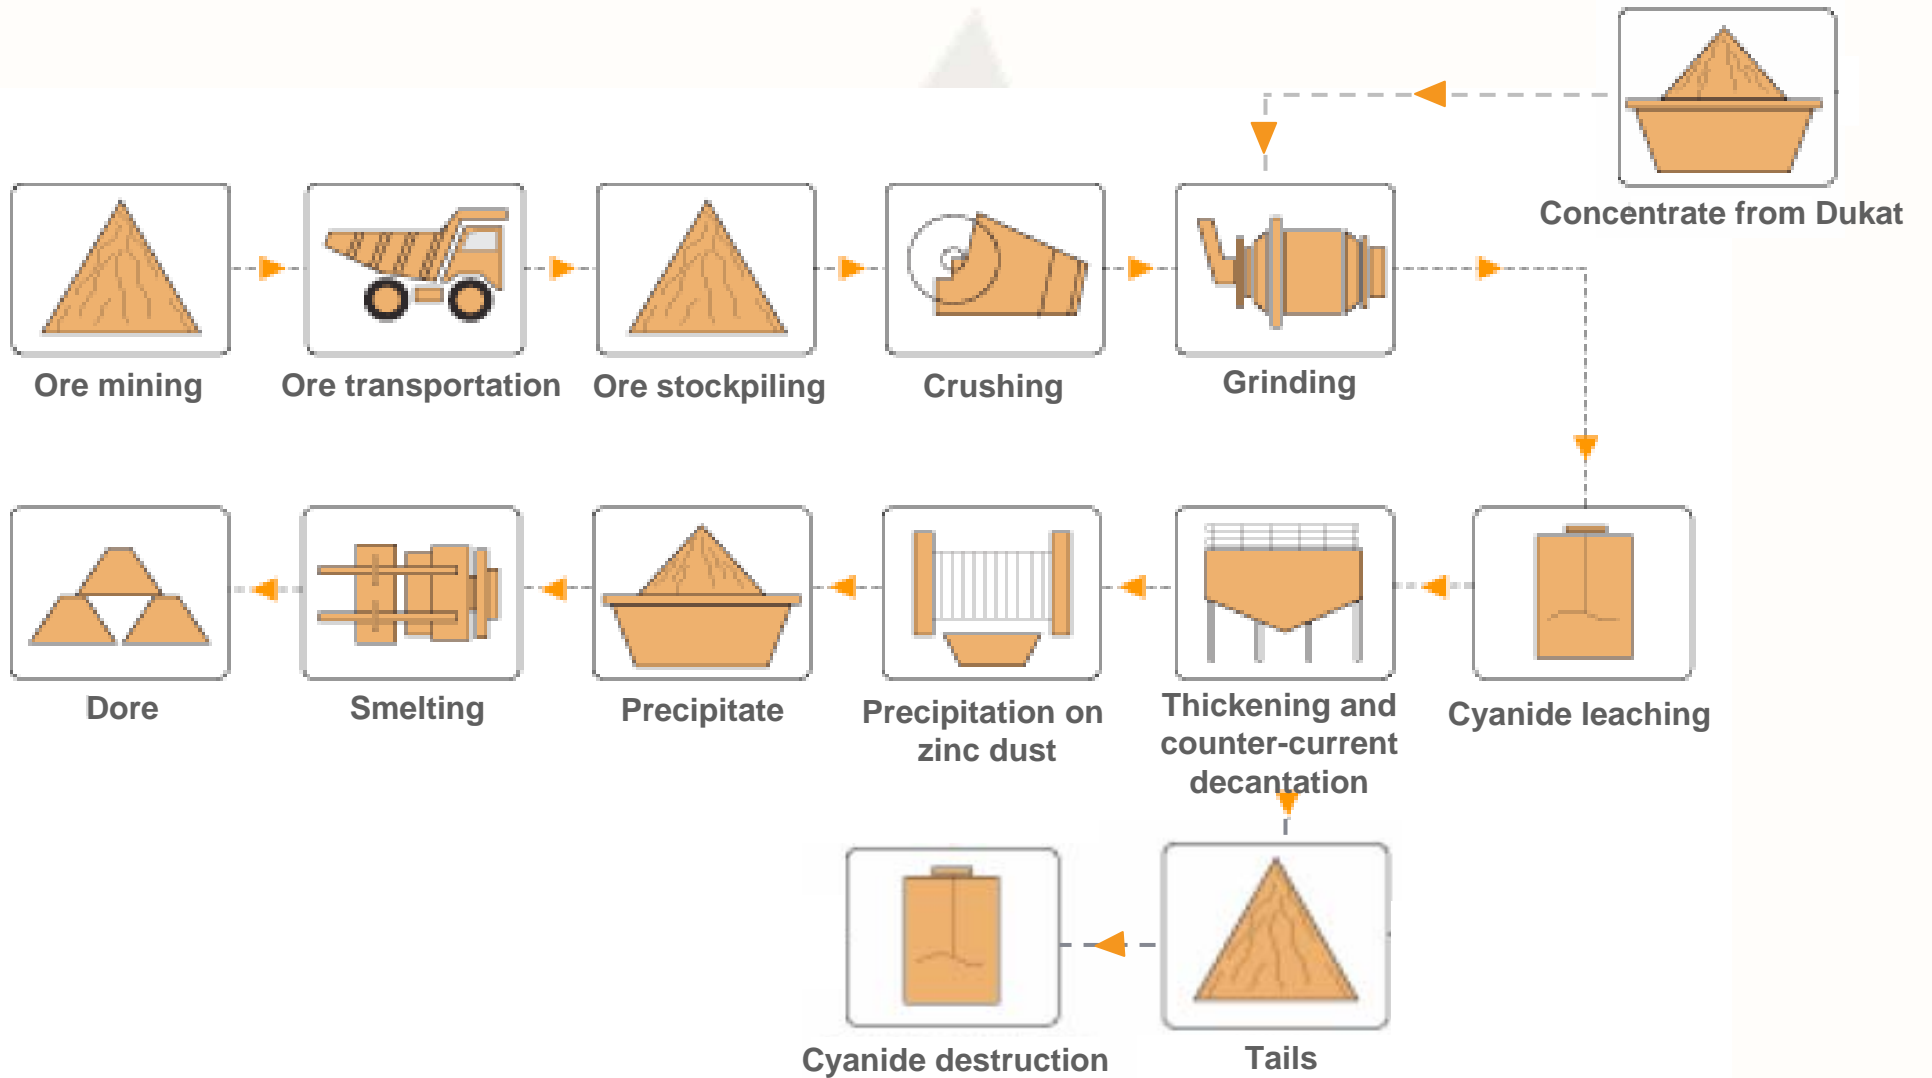 Concentrate from Dukat
Ore mining
Ore transportation
Ore stockpiling
Crushing
Grinding
Dore
Smelting
Precipitate
Precipitation on
zinc dust
Thickening and
counter-current
decantation
Cyanide leaching
Cyanide destruction
Tails